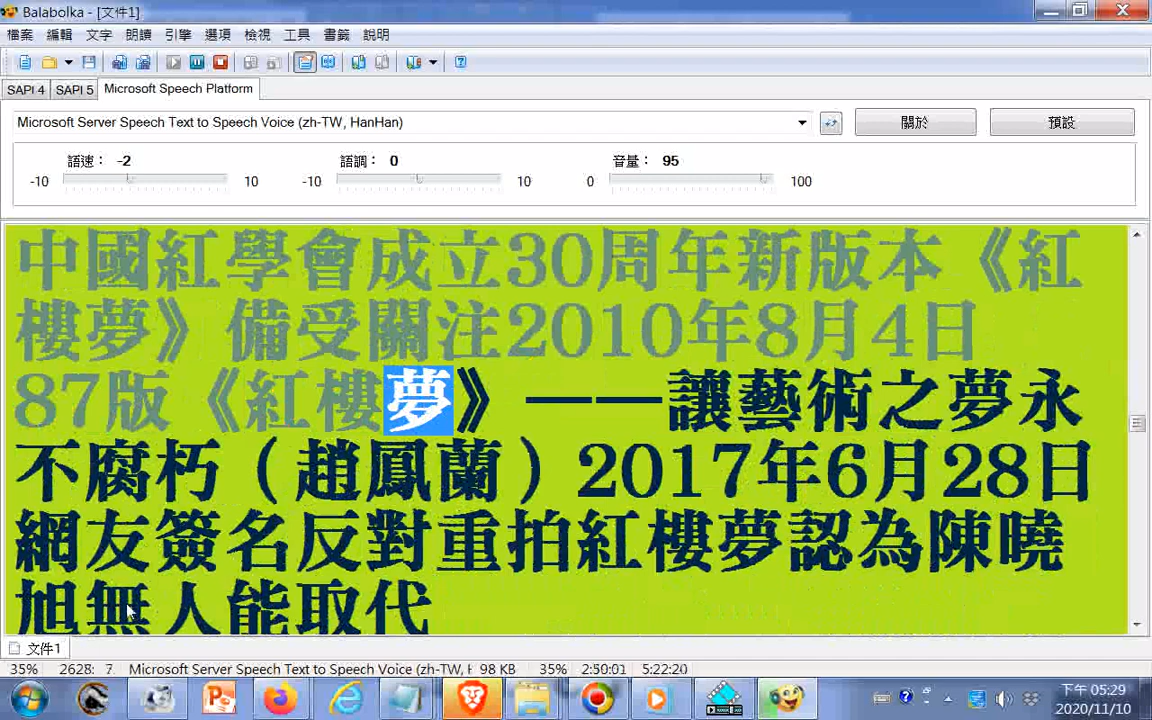 Balabolka - [文件1]
檔案 編輯 文字 朗讀 引擎 選項 檢視 工具 書籤 說明
SAPI 4 SAPI 5 Microsoft Speech Platform
Microsoft Server Speech Text to Speech Voice (zh-TW, HanHan) 關於 預設
語速： -2 語調： 0 音量： 95
-10 10 -10 10 0 100
中國紅學會成立30周年新版本《紅
樓夢》備受關注2010年8月4日
87版《紅樓夢》——讓藝術之夢永
不腐朽（趙鳳蘭）2017年6月28日
網友簽名反對重拍紅樓夢認為陳曉
旭無人能取代
文件1
35% 2628: 7 Microsoft Server Speech Text to Speech Voice (zh-TW, H 98 KB 35% 2:50:01 5:22:20
下午 05:29
2020/11/10